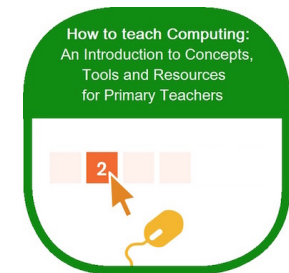 How to teach Computing:
An Introduction to Concepts,
Tools and Resources
for Primary Teachers
2